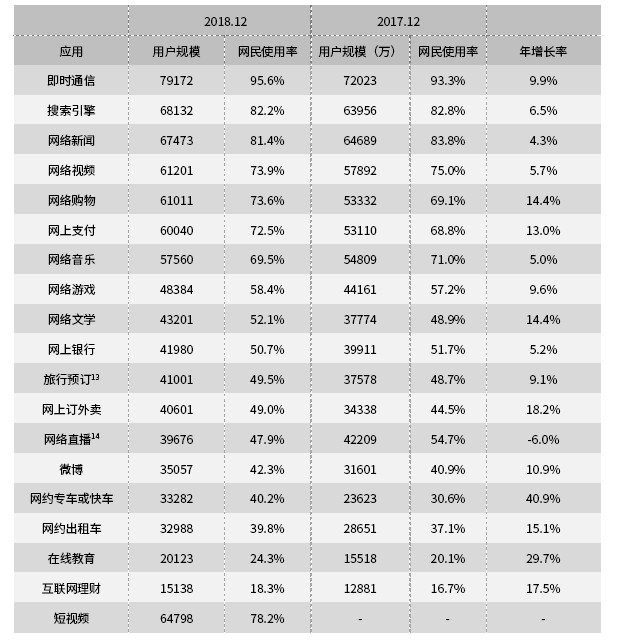 2018.12 2017.12
应用 用户规模 网民使用率 用户规模（万） 网民使用率 年增长率
即时通信 79172 95.6% 72023 93.3% 9.9%
搜索引擎 68132 82.2% 63956 82.8% 6.5%
网络新闻 67473 81.4% 64689 83.8% 4.3%
网络视频 61201 73.9% 57892 75.0% 5.7%
网络购物 61011 73.6% 53332 69.1% 14.4%
网上支付 60040 72.5% 53110 68.8% 13.0%
网络音乐 57560 69.5% 54809 71.0% 5.0%
网络游戏 48384 58.4% 44161 57.2% 9.6%
网络文学 43201 52.1% 37774 48.9% 14.4%
网上银行 41980 50.7% 39911 51.7% 5.2%
旅行预订13 41001 49.5% 37578 48.7% 9.1%
网上订外卖 40601 49.0% 34338 44.5% 18.2%
网络直播14 39676 47.9% 42209 54.7% -6.0%
微博 35057 42.3% 31601 40.9% 10.9%
网约专车或快车 33282 40.2% 23623 30.6% 40.9%
网约出租车 32988 39.8% 28651 37.1% 15.1%
在线教育 20123 24.3% 15518 20.1% 29.7%
互联网理财 15138 18.3% 12881 16.7% 17.5%
短视频 64798 78.2% - - -